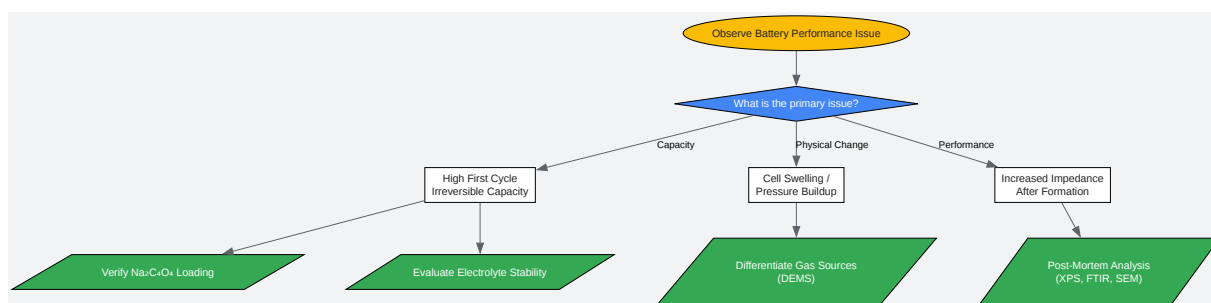 Observe Battery Performance Issue
What is the primary issue?
Capacity
Physical Change
Performance
High First Cycle
Irreversible Capacity
Cell Swelling /
Pressure Buildup
Increased Impedance
After Formation
Verify Na₂C₄O₄ Loading
Evaluate Electrolyte Stability
Differentiate Gas Sources
(DEMS)
Post-Mortem Analysis
(XPS, FTIR, SEM)